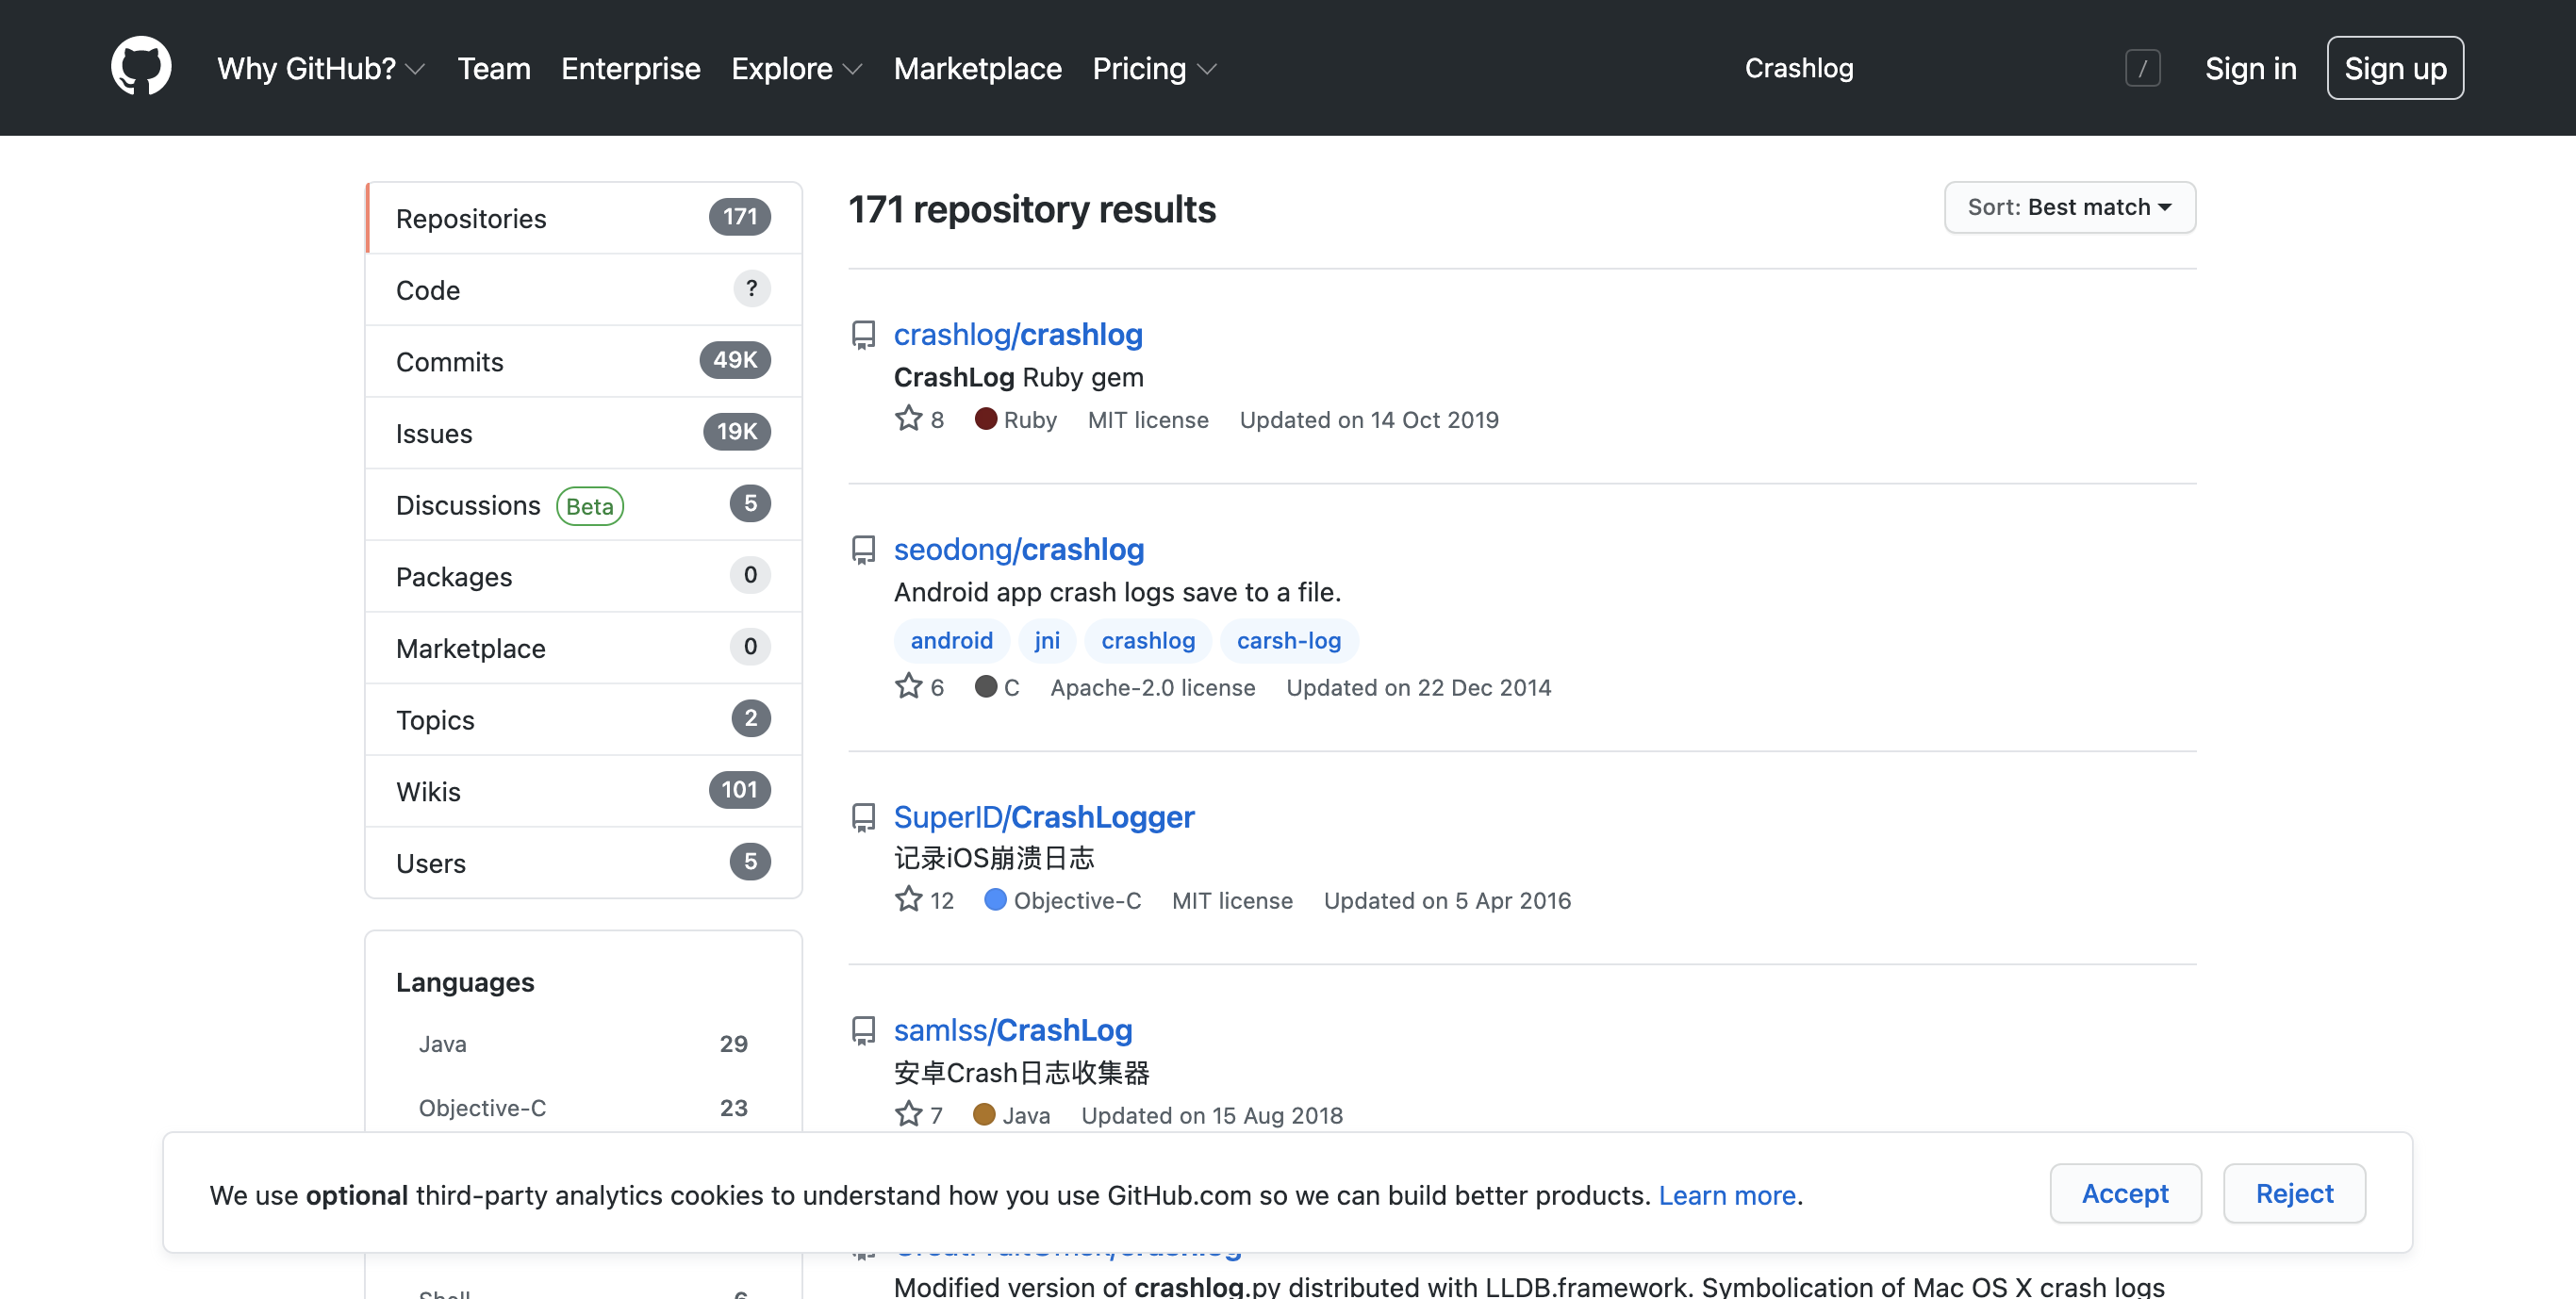 Why GitHub? Team Enterprise Explore Marketplace Pricing Crashlog / Sign in Sign up
Repositories 171
Code ?
Commits 49K
Issues 19K
Discussions Beta 5
Packages 0
Marketplace 0
Topics 2
Wikis 101
Users 5
Languages
Java 29
Objective-C 23
171 repository results
Sort: Best match
crashlog/crashlog
CrashLog Ruby gem
8 Ruby MIT license Updated on 14 Oct 2019
seodong/crashlog
Android app crash logs save to a file.
android jni crashlog carsh-log
6 C Apache-2.0 license Updated on 22 Dec 2014
SuperID/CrashLogger
记录iOS崩溃日志
12 Objective-C MIT license Updated on 5 Apr 2016
samlss/CrashLog
安卓Crash日志收集器
7 Java Updated on 15 Aug 2018
We use optional third-party analytics cookies to understand how you use GitHub.com so we can build better products. Learn more.
Accept Reject
Modified version of crashlog.py distributed with LLDB.framework. Symbolication of Mac OS X crash logs